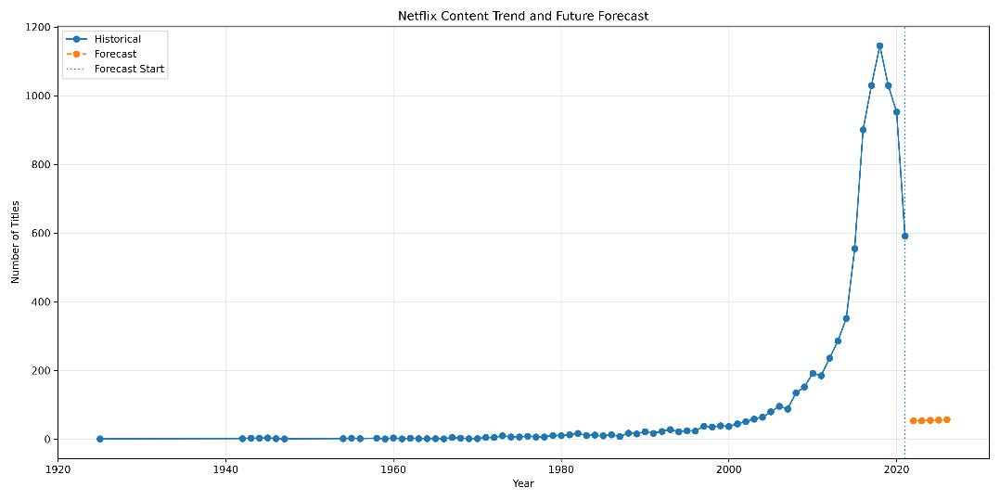 Netflix Content Trend and Future Forecast
Historical
Forecast
Forecast Start
1200
1000
800
600
400
200
0
Number of Titles
1920 1940 1960 1980 2000 2020
Year